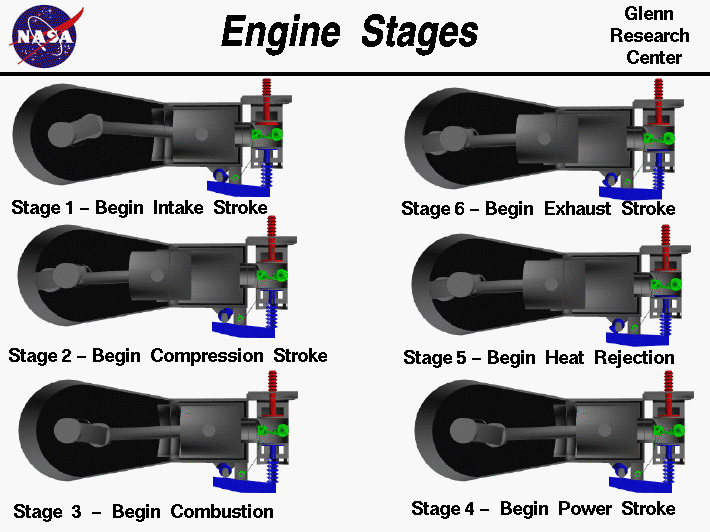 NASA
Engine Stages
Glenn
Research
Center
Stage 1 – Begin Intake Stroke
Stage 6 – Begin Exhaust Stroke
Stage 2 – Begin Compression Stroke
Stage 5 – Begin Heat Rejection
Stage 3 – Begin Combustion
Stage 4 – Begin Power Stroke